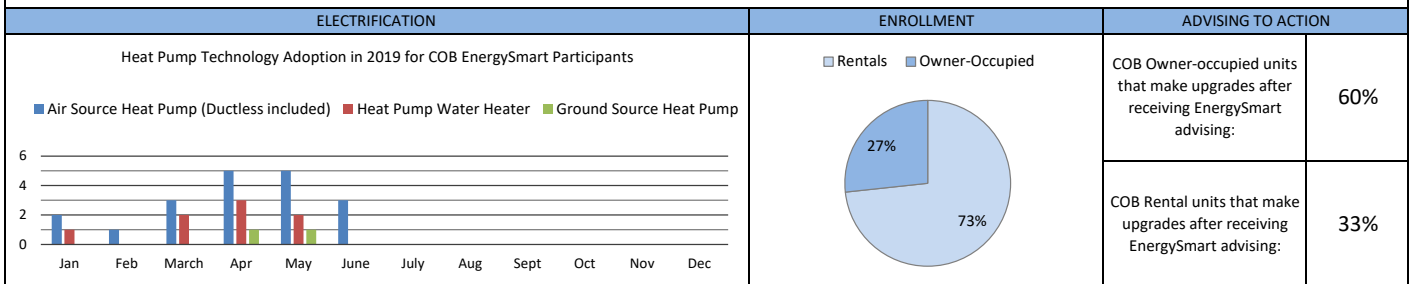 ELECTRIFICATION
Heat Pump Technology Adoption in 2019 for COB EnergySmart Participants
Air Source Heat Pump (Ductless included) Heat Pump Water Heater Ground Source Heat Pump
6
4
2
0
Jan Feb March Apr May June July Aug Sept Oct Nov Dec
ENROLLMENT
Rentals Owner-Occupied
27%
73%
ADVISING TO ACTION
COB Owner-occupied units
that make upgrades after
receiving EnergySmart
advising:
60%
COB Rental units that make
upgrades after receiving
EnergySmart advising:
33%